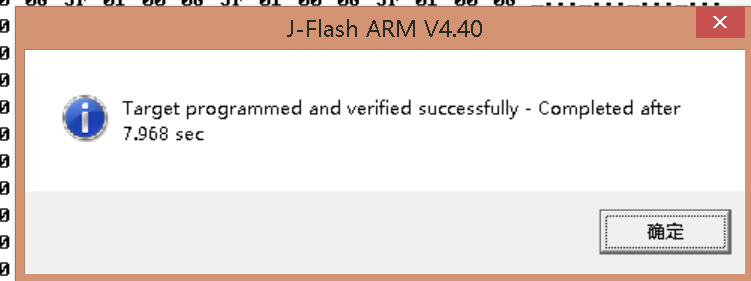 J-Flash ARM V4.40
Target programmed and verified successfully - Completed after
7.968 sec
确定